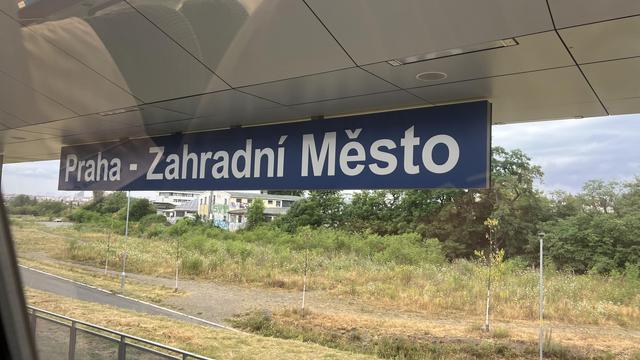 Praha - Zahradní Město